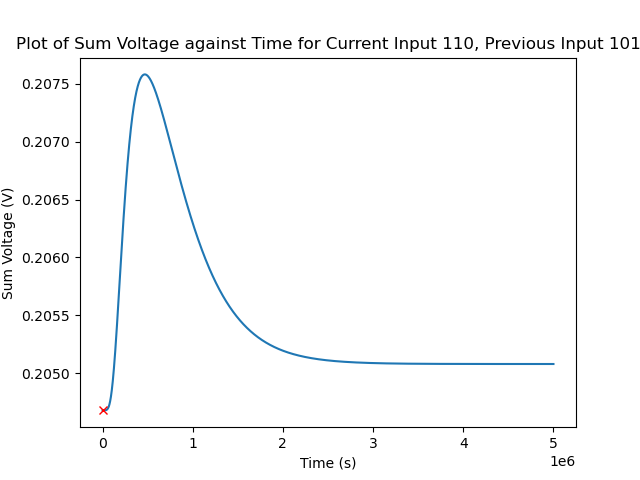 Plot of Sum Voltage against Time for Current Input 110, Previous Input 101
0.2075
0.2070
0.2065
0.2060
0.2055
0.2050
Sum Voltage (V)
0 1 2 3 4 5
1e6
Time (s)